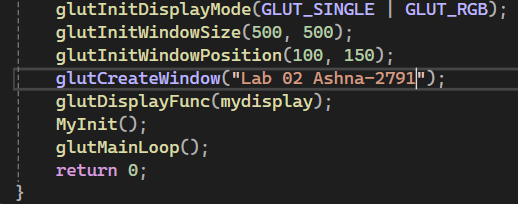 glutInitDisplayMode(GLUT_SINGLE | GLUT_RGB);
glutInitWindowSize(500, 500);
glutInitWindowPosition(100, 150);
glutCreateWindow("Lab 02 Ashna-2791");
glutDisplayFunc(mydisplay);
MyInit();
glutMainLoop();
return 0;
}